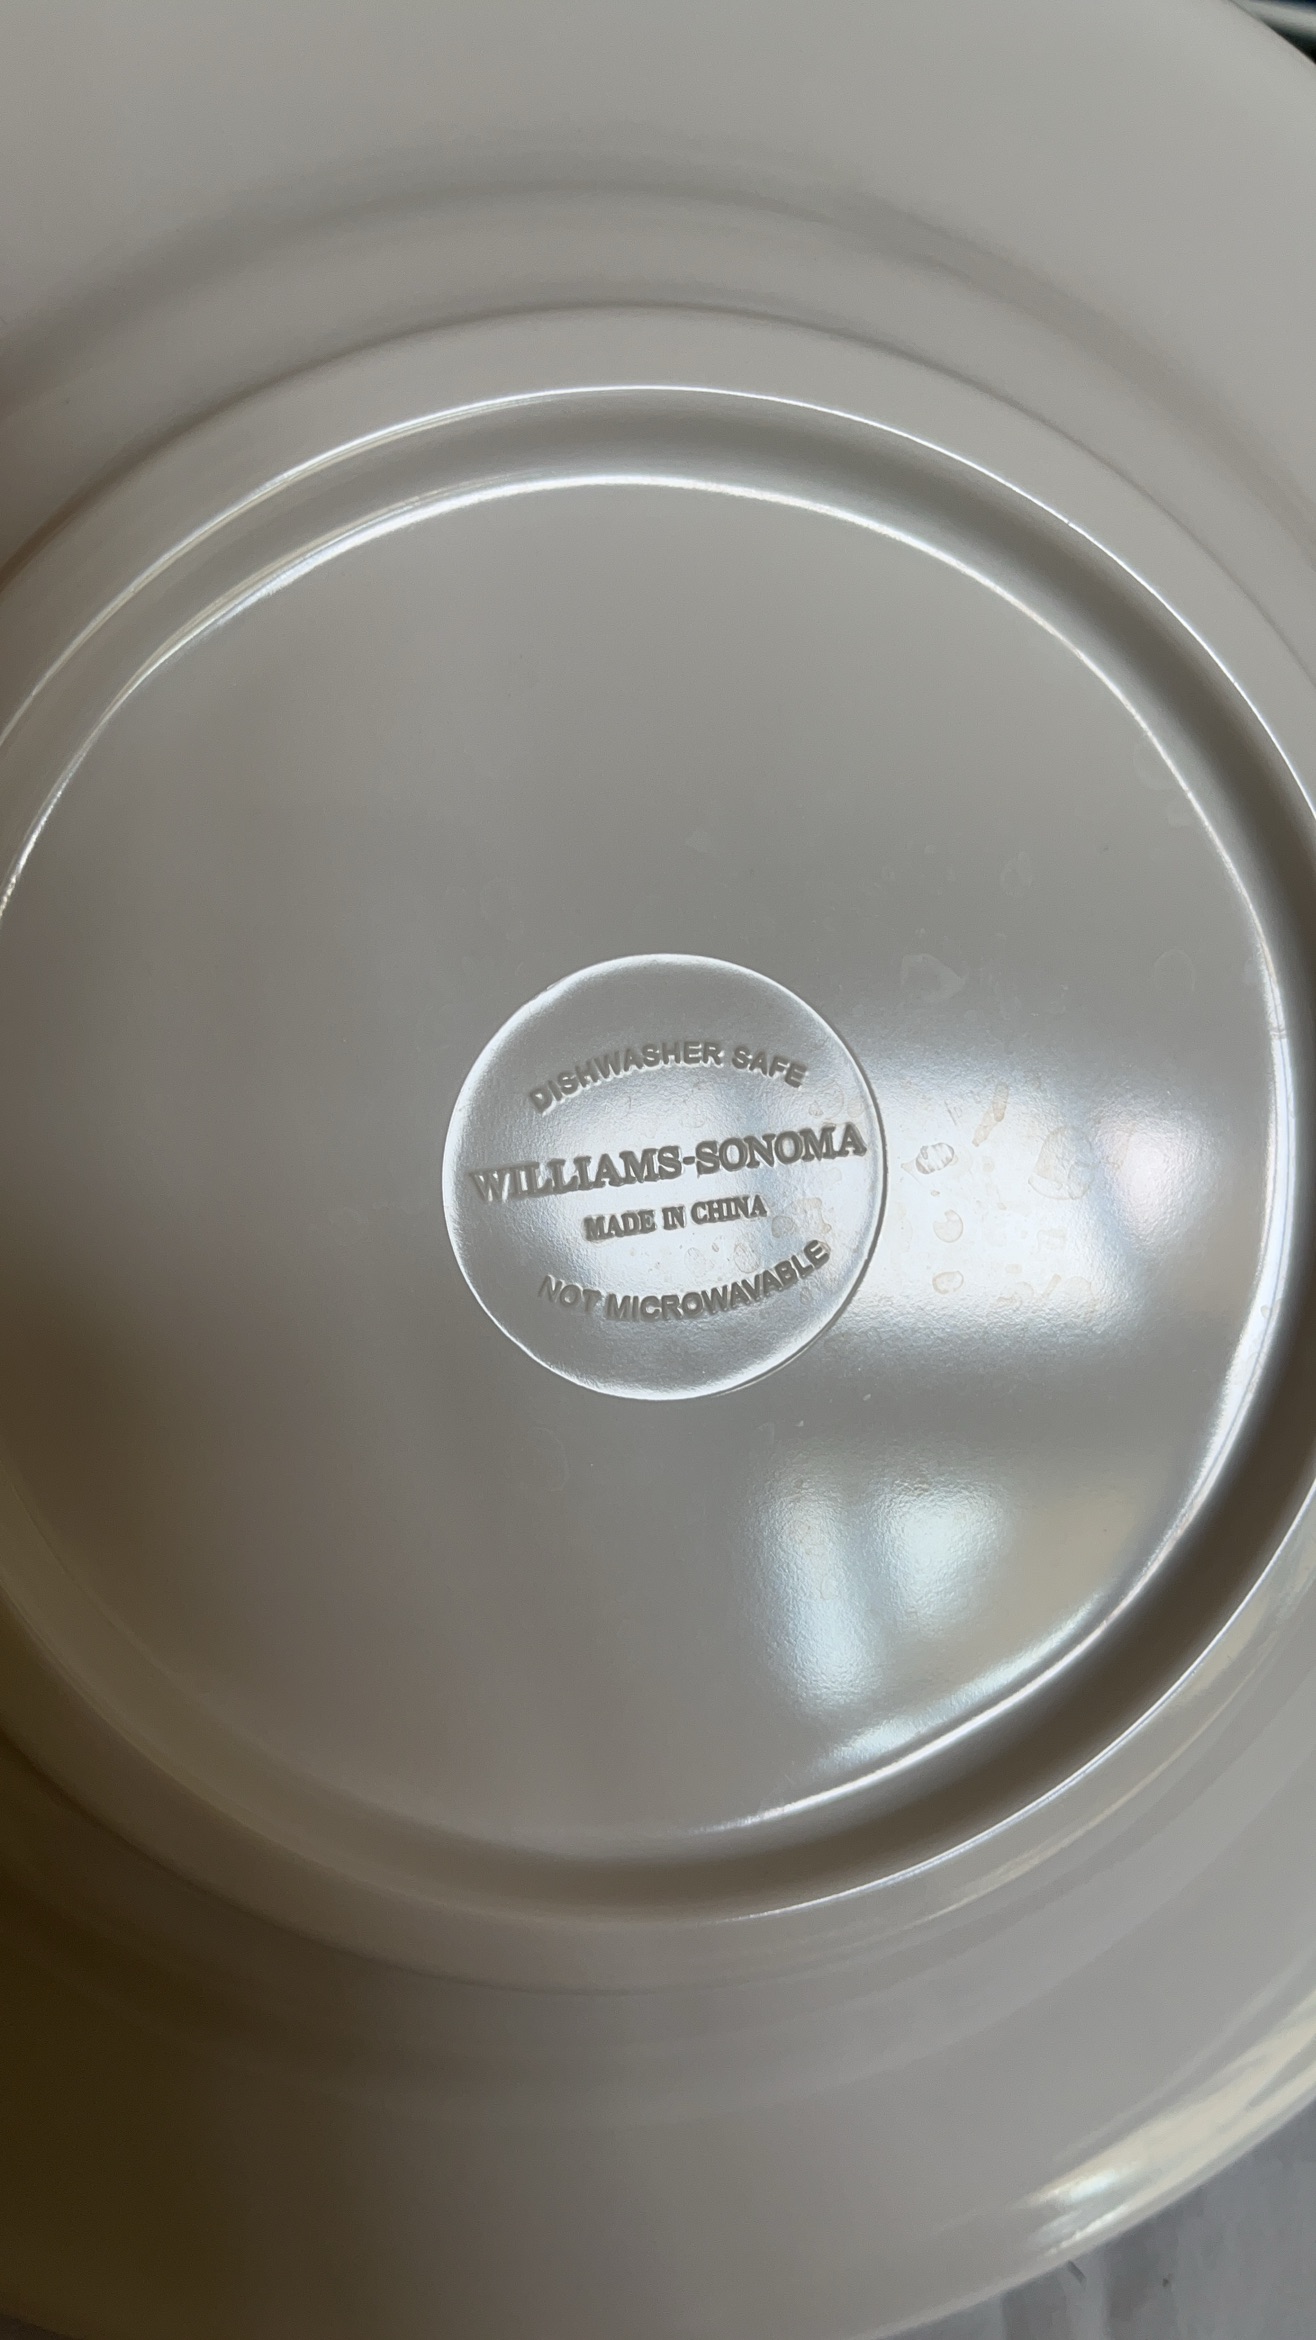 DISHWASHER SAFE
WILLIAMS-SONOMA
MADE IN CHINA
NOT MICROWAVABLE